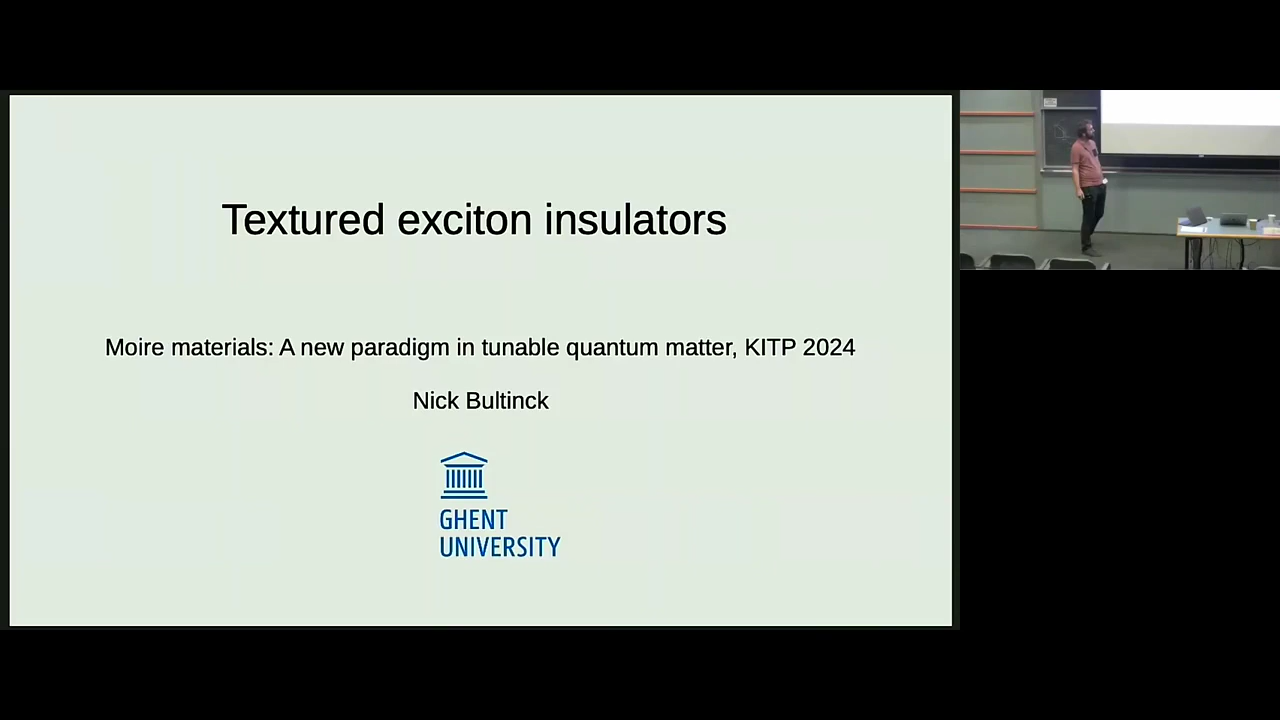 Textured exciton insulators
Moire materials: A new paradigm in tunable quantum matter, KITP 2024
Nick Bultinck
GHENT
UNIVERSITY